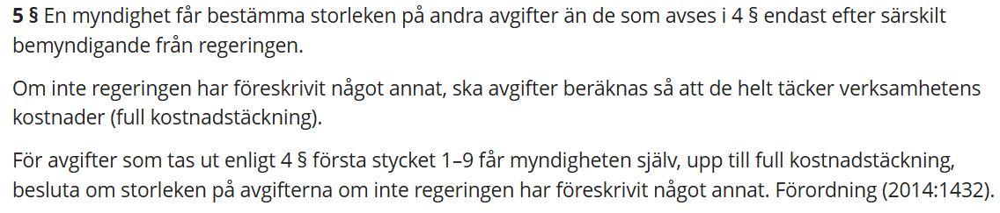 5 § En myndighet får bestämma storleken på andra avgifter än de som avses i 4 § endast efter särskilt
bemyndigande från regeringen.
Om inte regeringen har föreskrivit något annat, ska avgifter beräknas så att de helt täcker verksamhetens
kostnader (full kostnadstäckning).
För avgifter som tas ut enligt 4 § första stycket 1–9 får myndigheten själv, upp till full kostnadstäckning,
besluta om storleken på avgifterna om inte regeringen har föreskrivit något annat. Förordning (2014:1432).